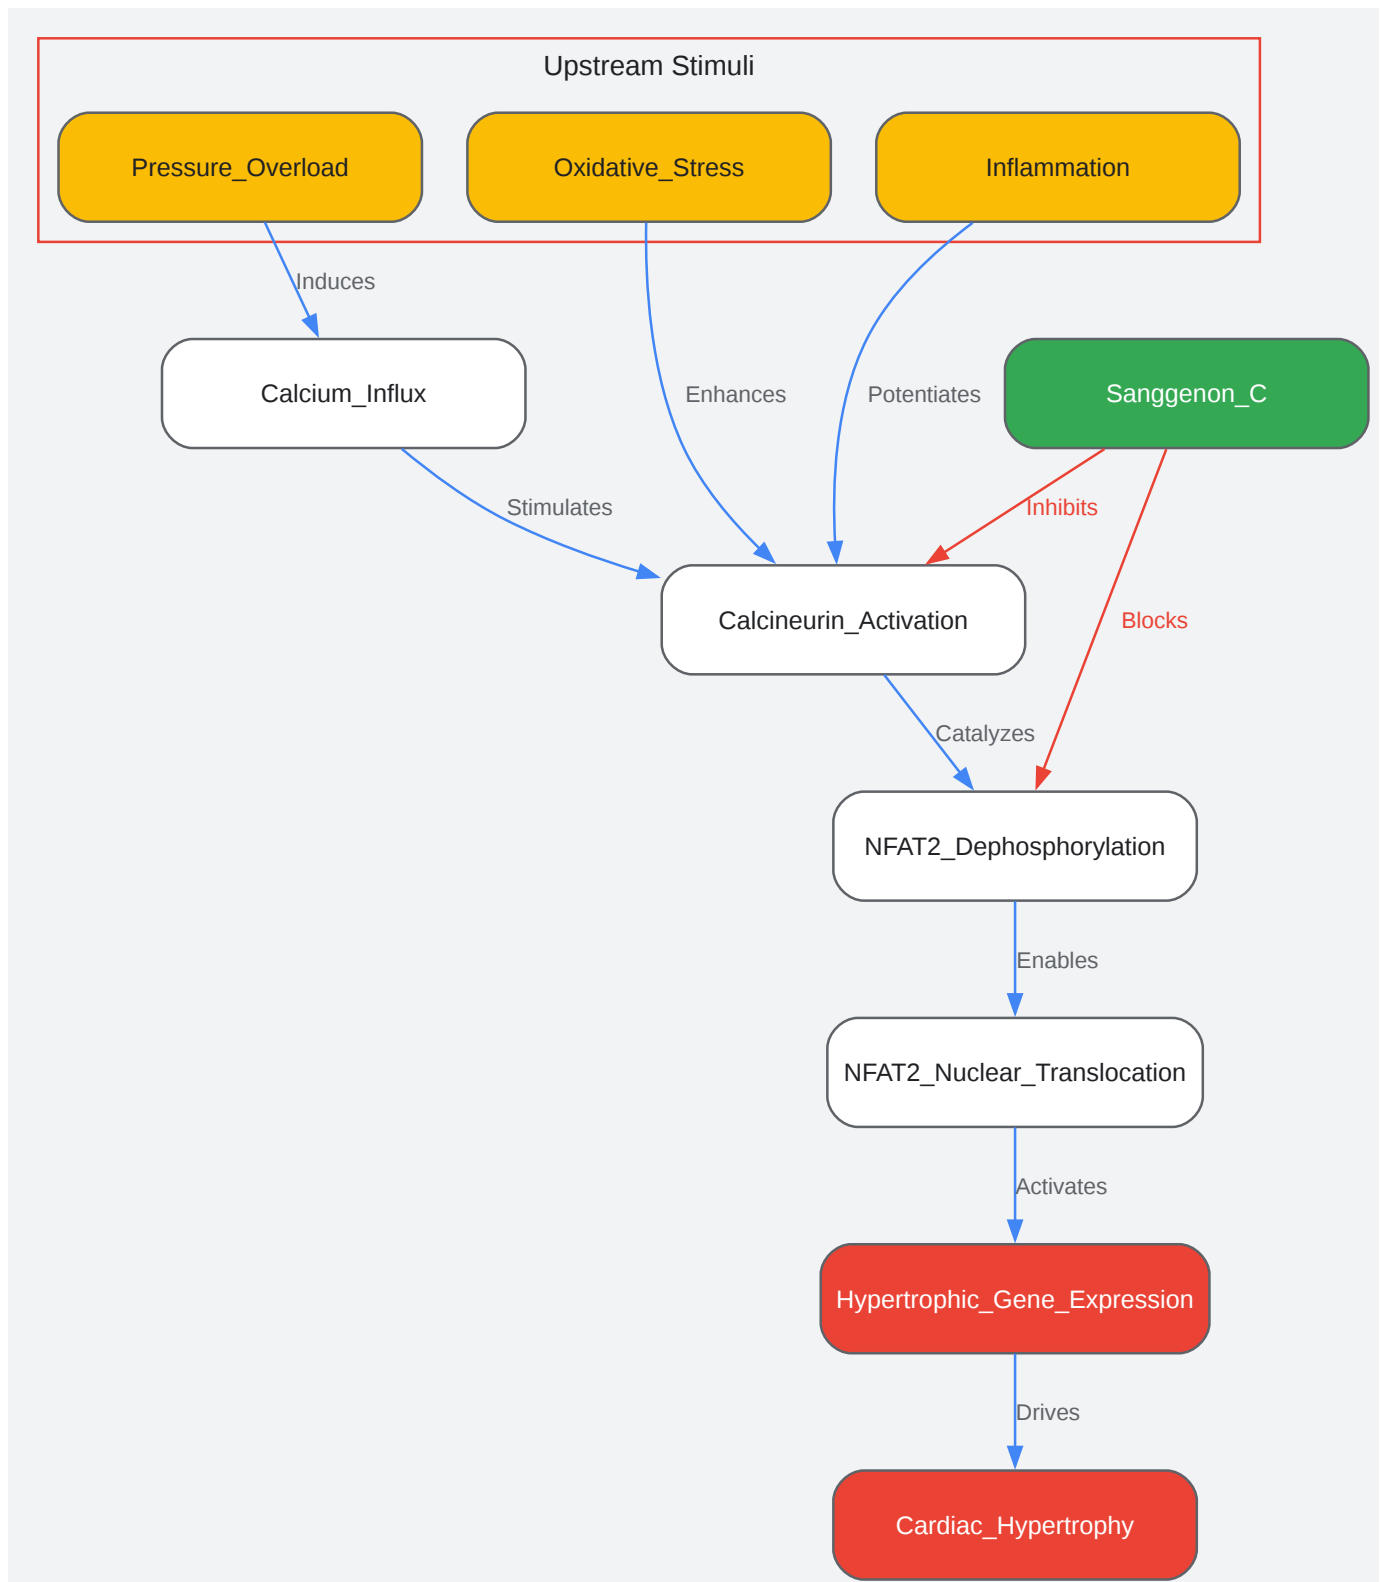 Upstream Stimuli
Pressure_Overload
Oxidative_Stress
Inflammation
Induces
Calcium_Influx
Enhances
Potentiates
Sanggenon_C
Stimulates
Inhibits
Calcineurin_Activation
Blocks
Catalyzes
NFAT2_Dephosphorylation
Enables
NFAT2_Nuclear_Translocation
Activates
Hypertrophic_Gene_Expression
Drives
Cardiac_Hypertrophy